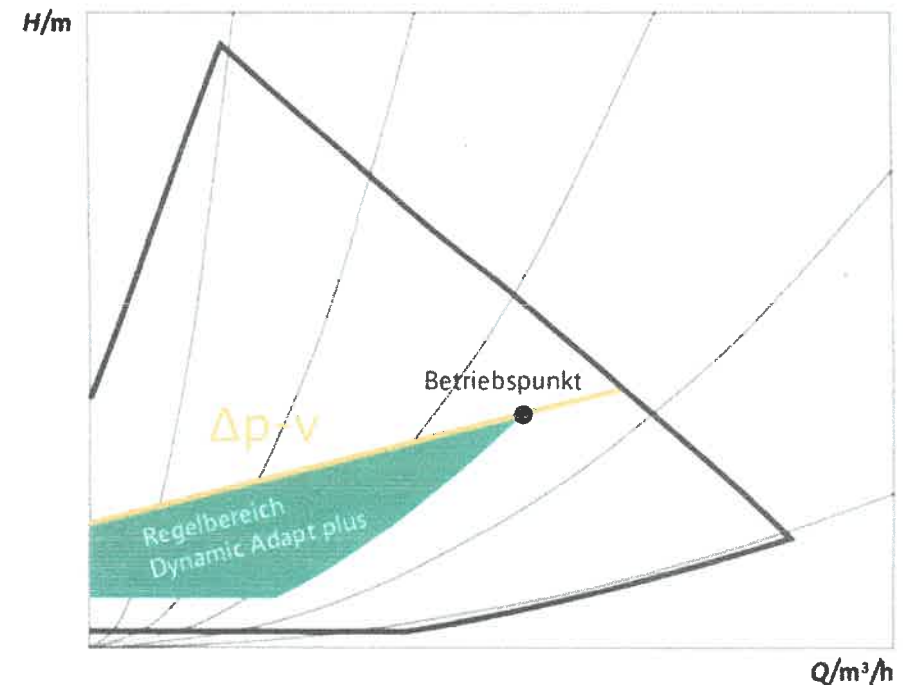 H/m
Betriebspunkt
Δp-v
Regelbereich
Dynamic Adapt plus
Q/m³/h